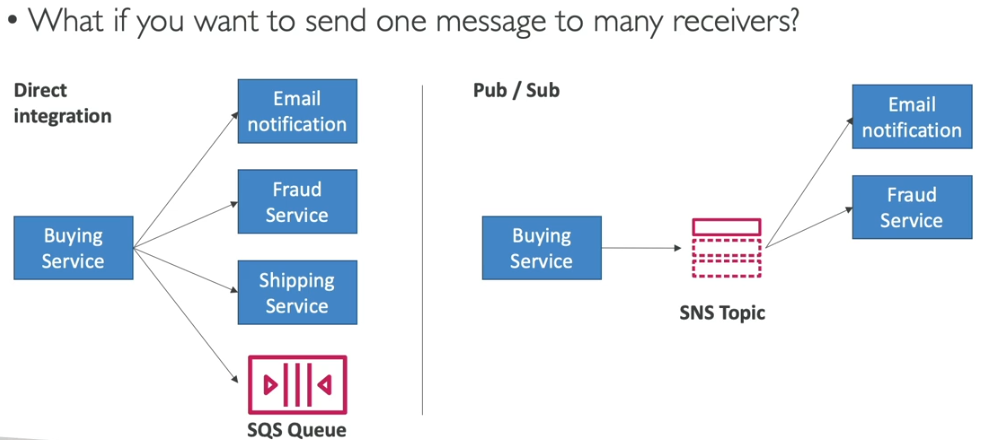 • What if you want to send one message to many receivers?
Direct
integration
Email
notification
Fraud
Service
Buying
Service
Shipping
Service
SQS Queue
Pub / Sub
Email
notification
Fraud
Service
Buying
Service
SNS Topic